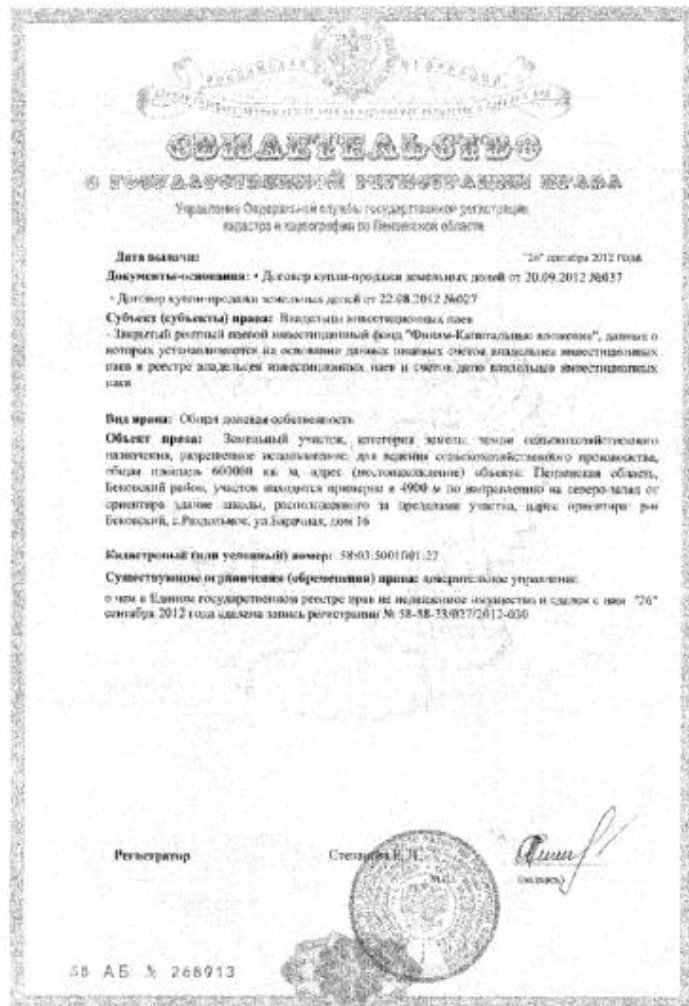 РОССИЙСКАЯ ФЕДЕРАЦИЯ
СВИДЕТЕЛЬСТВО
О ГОСУДАРСТВЕННОЙ РЕГИСТРАЦИИ ПРАВА
Управление Федеральной службы государственной регистрации
кадастра и картографии по Пензенской области
Дата выдачи: "26" сентября 2012 года
Документы-основания: • Договор купли-продажи земельных долей от 20.09.2012 №037
• Договор купли-продажи земельных долей от 22.08.2012 №027
Субъект (субъекты) права: Владельцы инвестиционных паев
- Закрытый рентный паевой инвестиционный фонд "Финам-Капитальные вложения", данные о
которых устанавливаются на основании данных лицевых счетов владельцев инвестиционных
паев в реестре владельцев инвестиционных паев и счетов депо владельцев инвестиционных
паев
Вид права: Общая долевая собственность
Объект права: Земельный участок, категория земель: земли сельскохозяйственного
назначения, разрешенное использование: для ведения сельскохозяйственного производства,
общая площадь 600000 кв. м, адрес (местонахождение) объекта: Пензенская область,
Бековский район, участок находится примерно в 4900 м по направлению на северо-запад от
ориентира здание школы, расположенного за пределами участка, адрес ориентира: р-н
Бековский, с.Раздольное, ул.Барачная, дом 16
Кадастровый (или условный) номер: 58:03:5001001:27
Существующие ограничения (обременения) права: доверительное управление
о чем в Едином государственном реестре прав на недвижимое имущество и сделок с ним "26"
сентября 2012 года сделана запись регистрации № 58-58-33/027/2012-030
Регистратор
М.П.
(подпись)
58 АБ № 268913